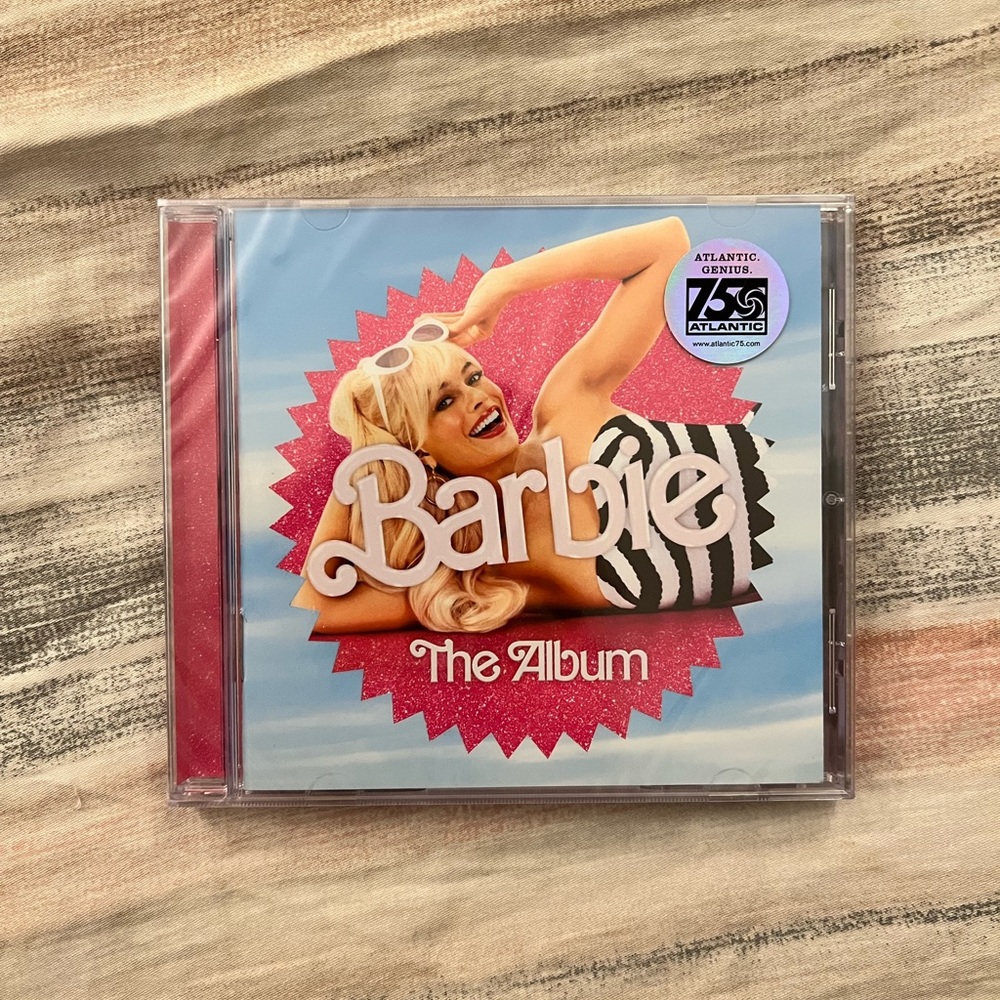 ATLANTIC.
GENIUS.
75
ATLANTIC
www.atlantic75.com
Barbie
The Album